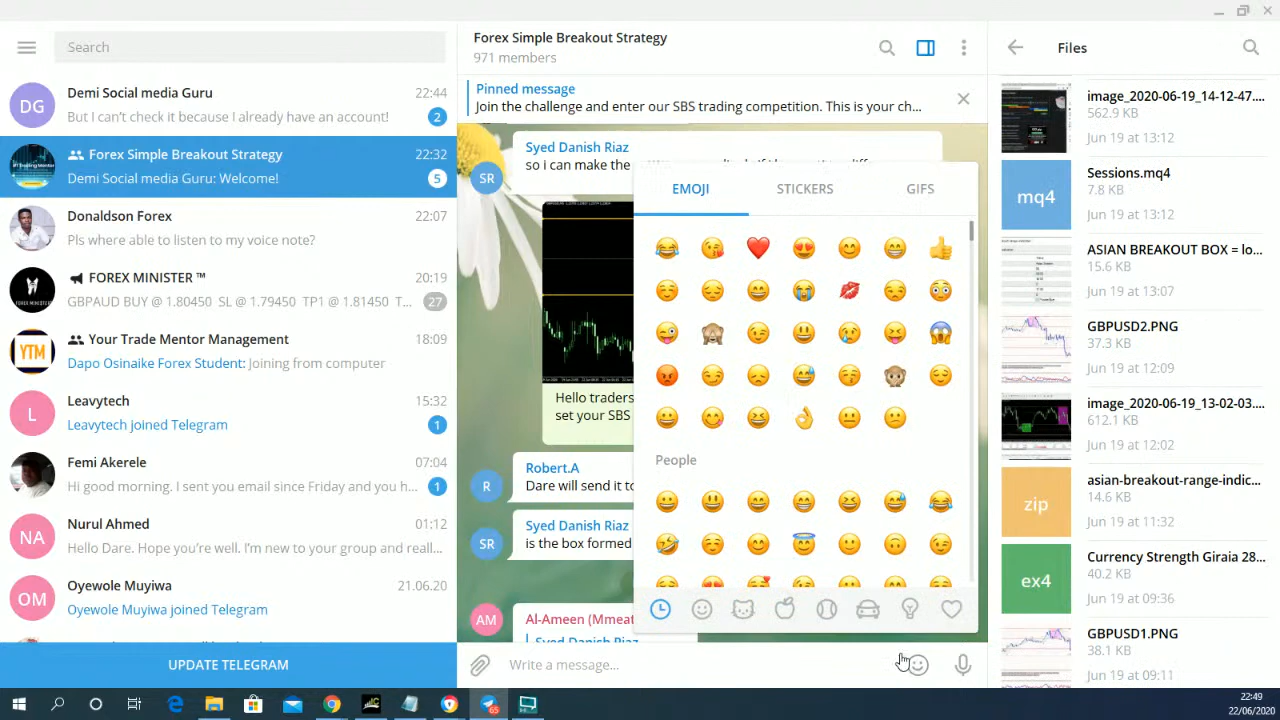 Search
Demi Social media Guru
22:44
But I can't check it because I already have an account!
2
Forex Simple Breakout Strategy
22:32
Demi Social media Guru: Welcome!
5
Donaldson Forex
22:07
Pls where able to listen to my voice note?
FOREX MINISTER ™
20:19
GBPAUD BUY @ 1.80450 SL @ 1.79450 TP1 @ 1.81450 T...
27
YTM
Your Trade Mentor Management
18:09
Dapo Osinaike Forex Student: Joining from computer
L
Leavytech
15:32
Leavytech joined Telegram
1
Femi Akerele
07:04
Hi good morning. I sent you email since Friday and you h...
1
NA
Nurul Ahmed
01:12
Hello Dare. Hope you're well. I'm new to your group and reall...
OM
Oyewole Muyiwa
21.06.20
Oyewole Muyiwa joined Telegram
UPDATE TELEGRAM
Forex Simple Breakout Strategy
971 members
Pinned message
Join the challenge and enter our SBS trading competition. This is your ch...
SR
Syed Danish Riaz
so i can make the
Hello traders
set your SBS
R
Robert.A
Dare will send it to
SR
Syed Danish Riaz
is the box formed
AM
Al-Ameen (Mmeat
Syed Danish Riaz
EMOJI
STICKERS
GIFS
People
Write a message...
Files
image_2020-06-19_14-12-47....
Jun 19 at 13:12
mq4
Sessions.mq4
7.8 KB
Jun 19 at 13:12
ASIAN BREAKOUT BOX = lo...
15.6 KB
Jun 19 at 13:07
GBPUSD2.PNG
37.3 KB
Jun 19 at 12:04
image_2020-06-19_13-02-03....
612.1 KB
Jun 19 at 12:02
zip
asian-breakout-range-indic...
14.6 KB
Jun 19 at 11:32
ex4
Currency Strength Giraia 28...
40.2 KB
Jun 19 at 09:36
GBPUSD1.PNG
38.1 KB
Jun 19 at 09:11
22:49
22/06/2020